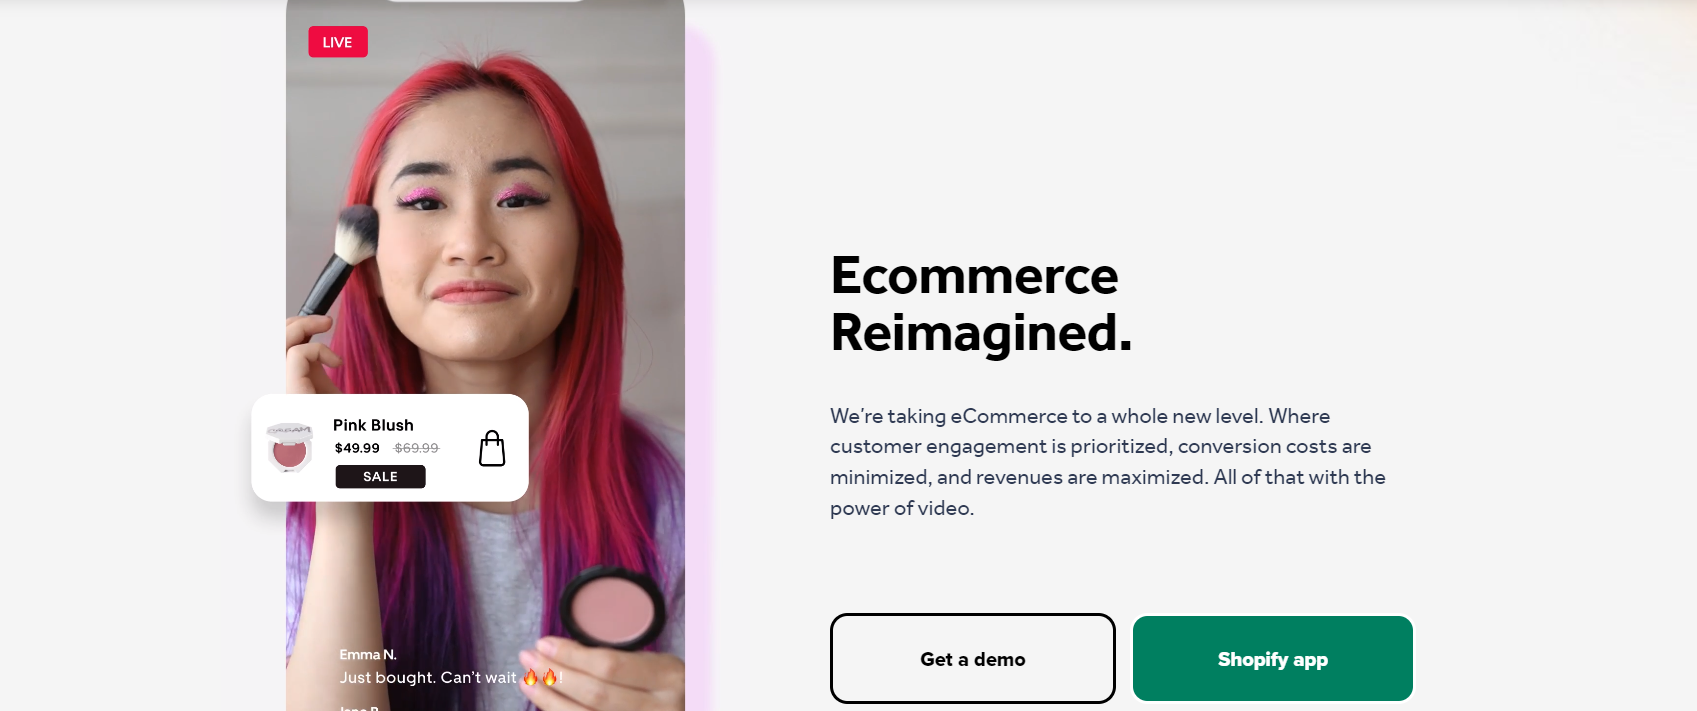 LIVE
Pink Blush
$49.99 $69.99
SALE
Emma N.
Just bought. Can't wait 🔥🔥!
Ecommerce
Reimagined.
We're taking eCommerce to a whole new level. Where
customer engagement is prioritized, conversion costs are
minimized, and revenues are maximized. All of that with the
power of video.
Get a demo
Shopify app